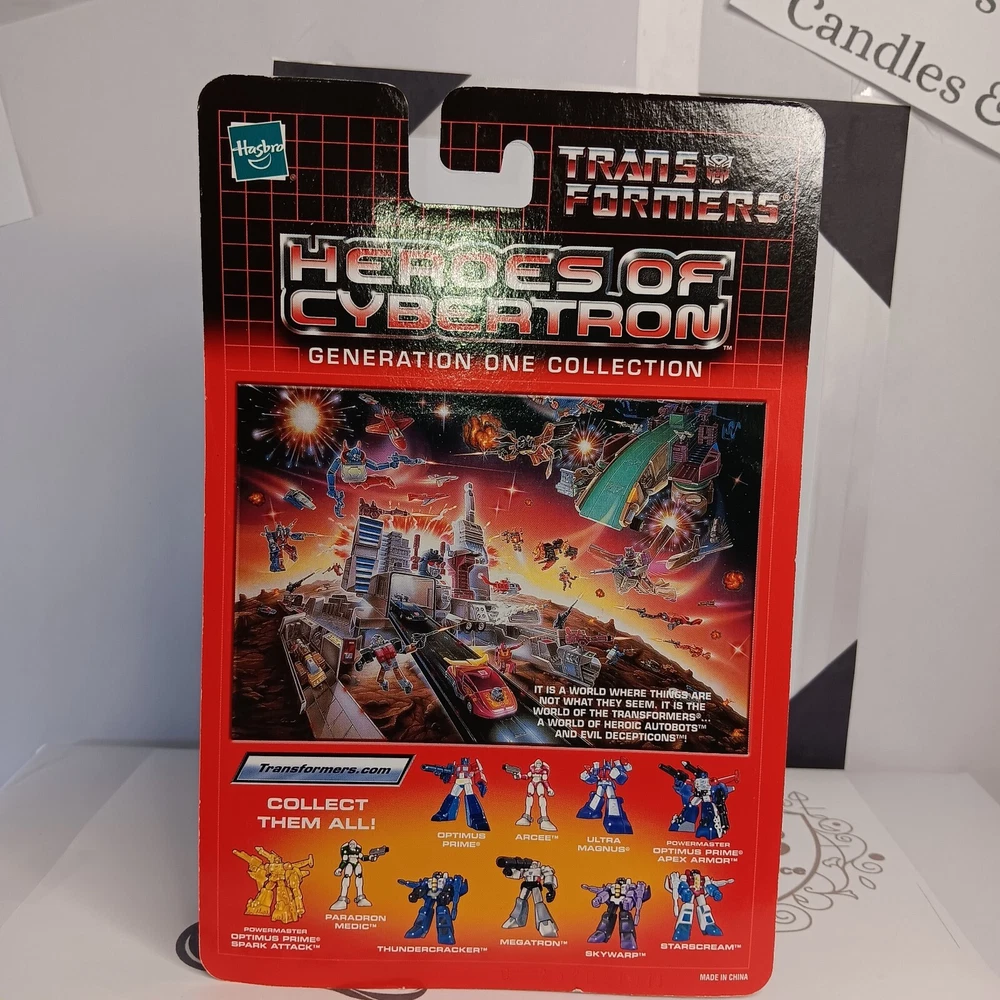 Candles &
Hasbro
TRANS
FORMERS®
HEROES OF
CYBERTRON™
GENERATION ONE COLLECTION
IT IS A WORLD WHERE THINGS ARE
NOT WHAT THEY SEEM. IT IS THE
WORLD OF THE TRANSFORMERS®...
A WORLD OF HEROIC AUTOBOTS™
AND EVIL DECEPTICONS™!
Transformers.com
COLLECT
THEM ALL!
OPTIMUS
PRIME®
ARCEE™
ULTRA
MAGNUS®
POWERMASTER
OPTIMUS PRIME®
APEX ARMOR™
POWERMASTER
OPTIMUS PRIME®
SPARK ATTACK™
PARADRON
MEDIC™
THUNDERCRACKER™
MEGATRON™
SKYWARP™
STARSCREAM™
MADE IN CHINA